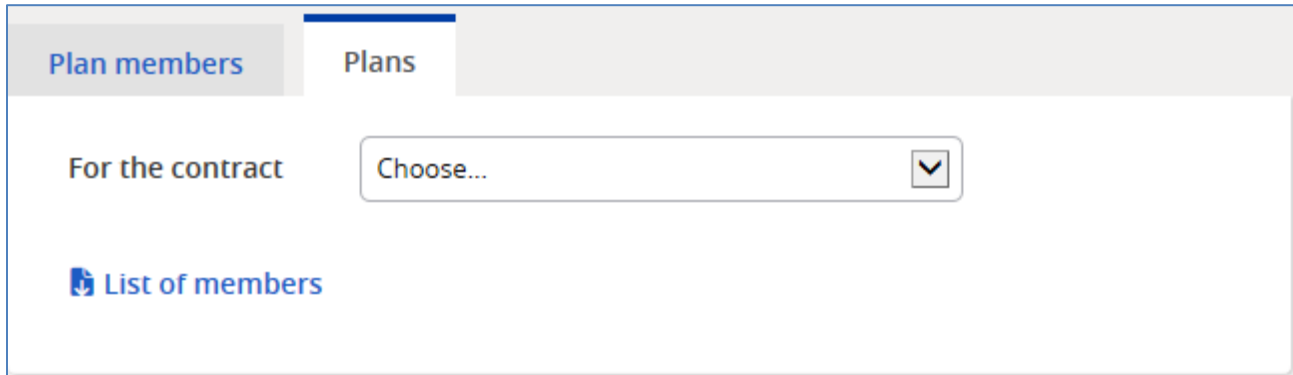 Plan members
Plans
For the contract
Choose...
List of members